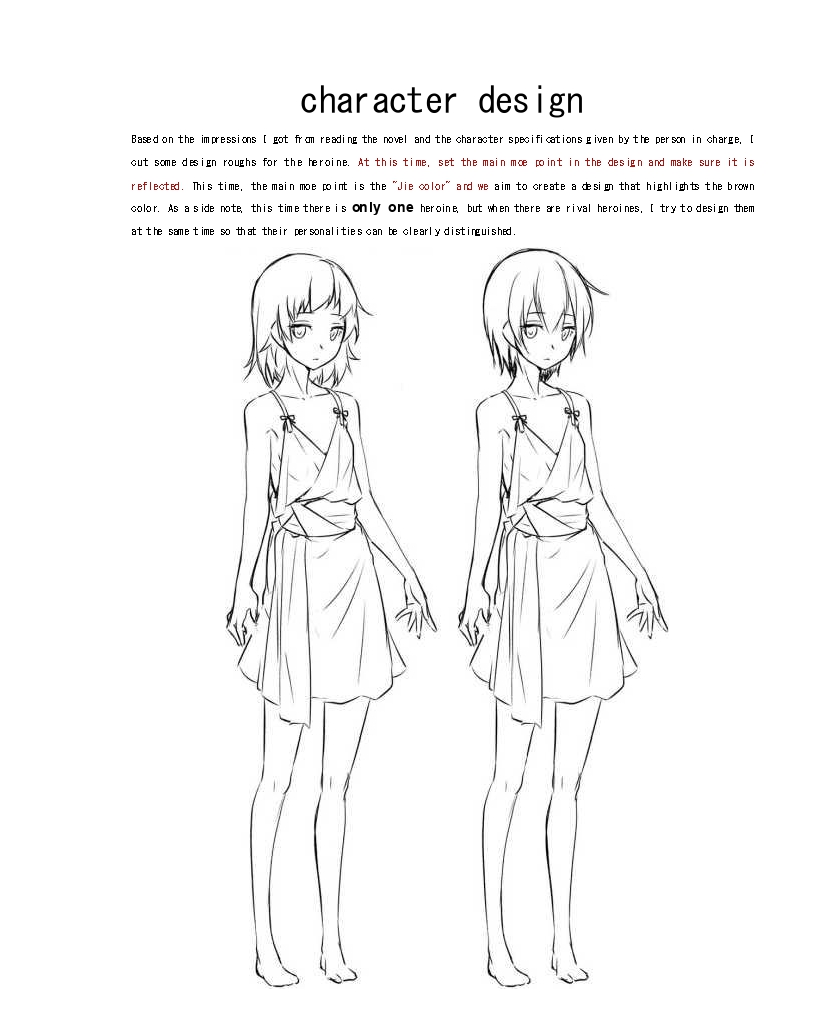 character design
Based on the impressions I got from reading the novel and the character specifications given by the person in charge, I
cut some design roughs for the heroine. At this time, set the main moe point in the design and make sure it is
reflected. This time, the main moe point is the "Jie color" and we aim to create a design that highlights the brown
color. As a side note, this time there is only one heroine, but when there are rival heroines, I try to design them
at the same time so that their personalities can be clearly distinguished.